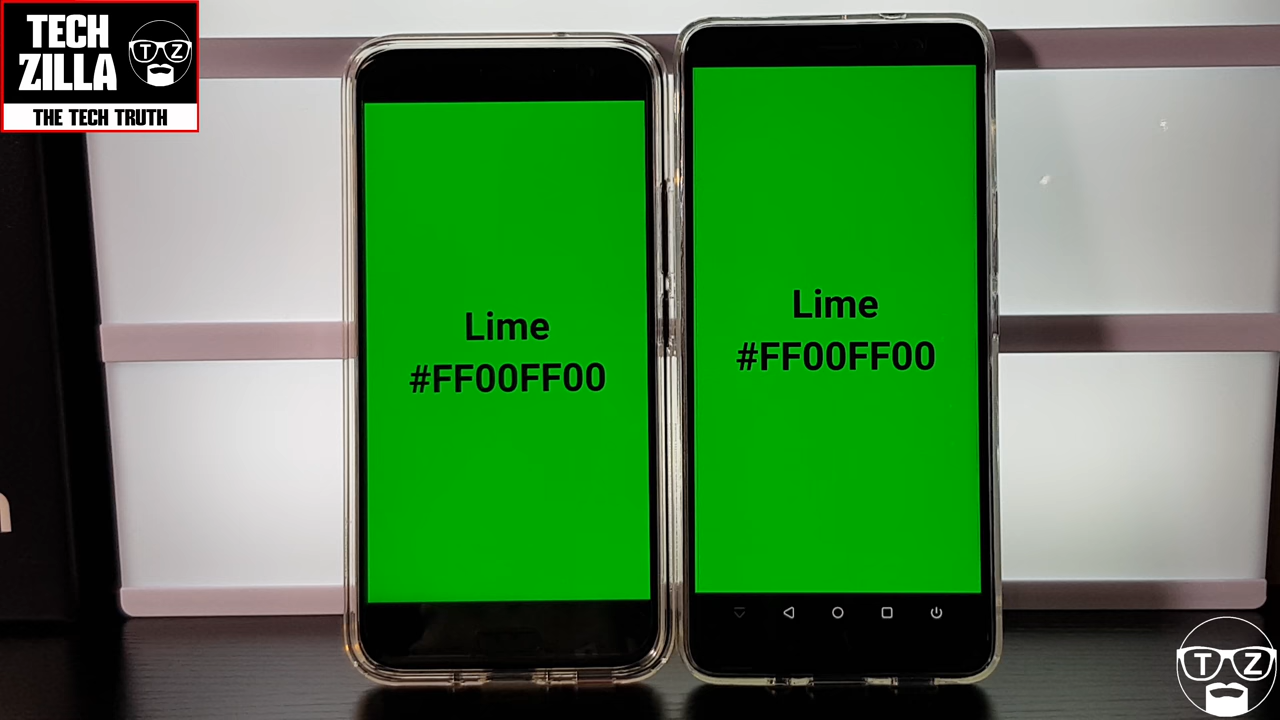 TECH
ZILLA
T Z
THE TECH TRUTH
Lime
#FF00FF00
Lime
#FF00FF00
T Z